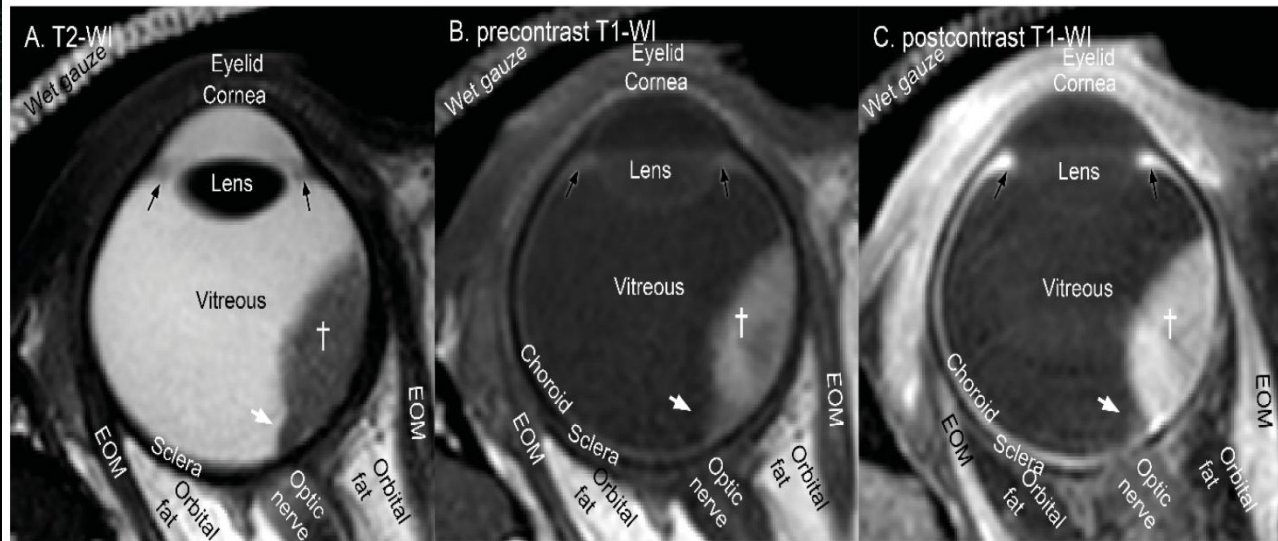 A. T2-WI
Wet gauze
Eyelid
Cornea
Lens
Vitreous
†
EOM
Sclera
Orbital
fat
Optic
nerve
Orbital
fat
EOM
B. precontrast T1-WI
Wet gauze
Eyelid
Cornea
Lens
Vitreous
†
Choroid
EOM
Sclera
Orbital
fat
Optic
nerve
Orbital
fat
EOM
C. postcontrast T1-WI
Wet gauze
Eyelid
Cornea
Lens
Vitreous
†
Choroid
EOM
Sclera
Orbital
fat
Optic
nerve
Orbital
fat
EOM